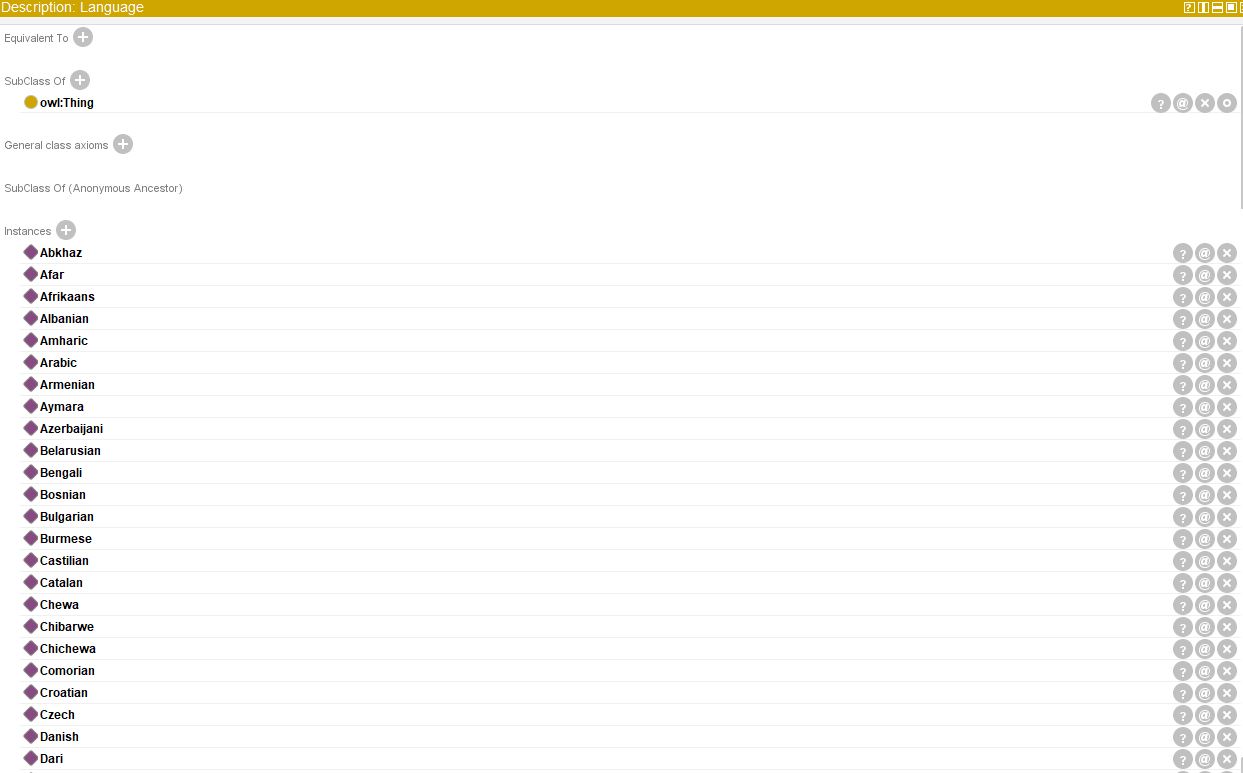 Description: Language
Equivalent To
SubClass Of
owl:Thing
General class axioms
SubClass Of (Anonymous Ancestor)
Instances
Abkhaz
Afar
Afrikaans
Albanian
Amharic
Arabic
Armenian
Aymara
Azerbaijani
Belarusian
Bengali
Bosnian
Bulgarian
Burmese
Castilian
Catalan
Chewa
Chibarwe
Chichewa
Comorian
Croatian
Czech
Danish
Dari